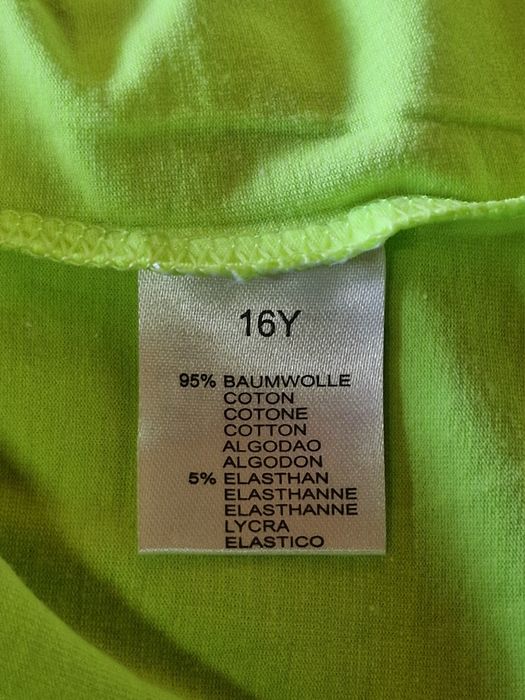 16Y
95% BAUMWOLLE
COTON
COTONE
COTTON
ALGODAO
ALGODON
5% ELASTHAN
ELASTHANNE
ELASTHANNE
LYCRA
ELASTICO